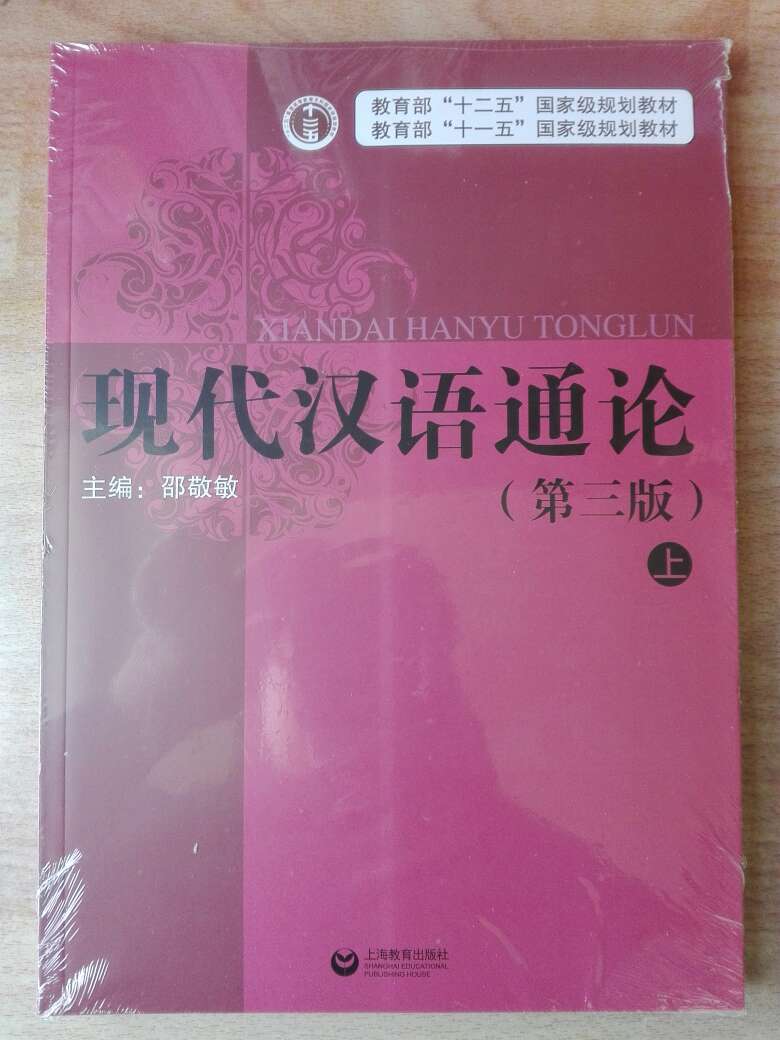 教育部“十二五”国家级规划教材
教育部“十一五”国家级规划教材
XIANDAI HANYU TONGLUN
现代汉语通论
主编：邵敬敏
（第三版）
上
上海教育出版社
SHANGHAI EDUCATIONAL
PUBLISHING HOUSE